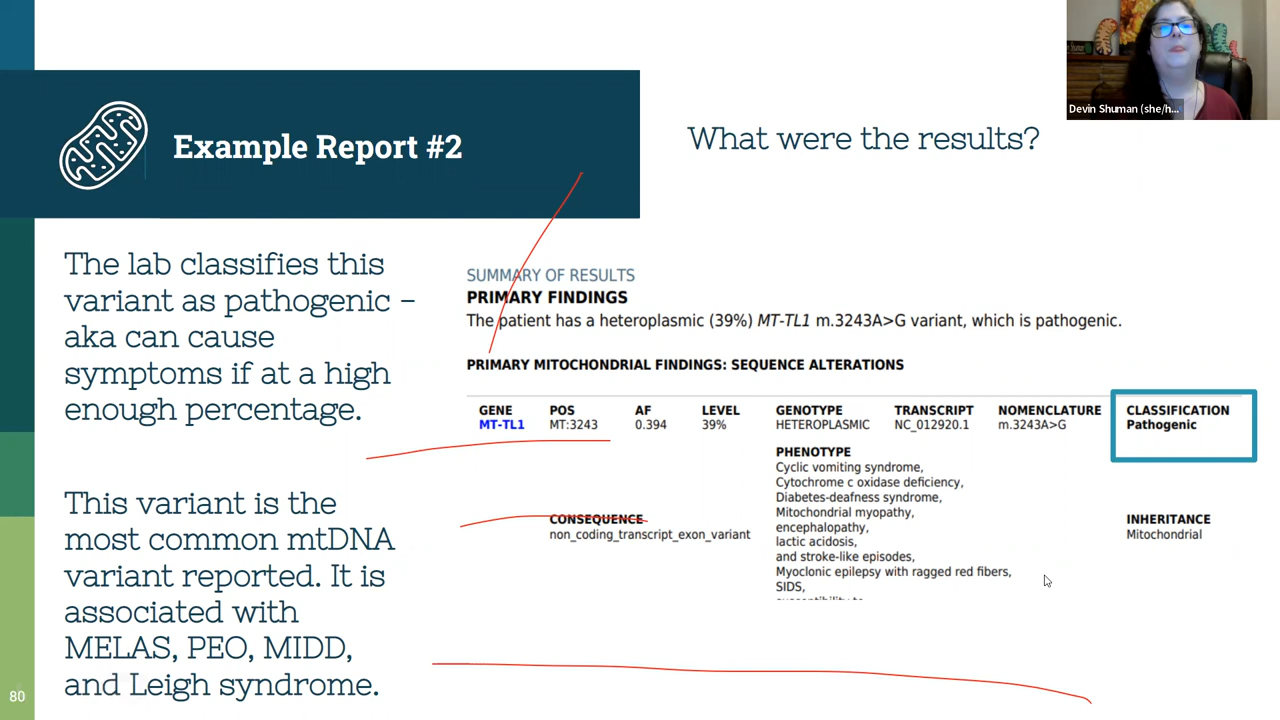 Devin Shuman (she/h...
Example Report #2
What were the results?
The lab classifies this
variant as pathogenic –
aka can cause
symptoms if at a high
enough percentage.
This variant is the
most common mtDNA
variant reported. It is
associated with
MELAS, PEO, MIDD,
and Leigh syndrome.
80
SUMMARY OF RESULTS
PRIMARY FINDINGS
The patient has a heteroplasmic (39%) MT-TL1 m.3243A>G variant, which is pathogenic.
PRIMARY MITOCHONDRIAL FINDINGS: SEQUENCE ALTERATIONS
GENE POS AF LEVEL GENOTYPE TRANSCRIPT NOMENCLATURE CLASSIFICATION
MT-TL1 MT:3243 0.394 39% HETEROPLASMIC NC_012920.1 m.3243A>G Pathogenic
PHENOTYPE
Cyclic vomiting syndrome,
Cytochrome c oxidase deficiency,
Diabetes-deafness syndrome,
Mitochondrial myopathy,
encephalopathy,
lactic acidosis,
and stroke-like episodes,
Myoclonic epilepsy with ragged red fibers,
SIDS,
CONSEQUENCE
non_coding_transcript_exon_variant
INHERITANCE
Mitochondrial